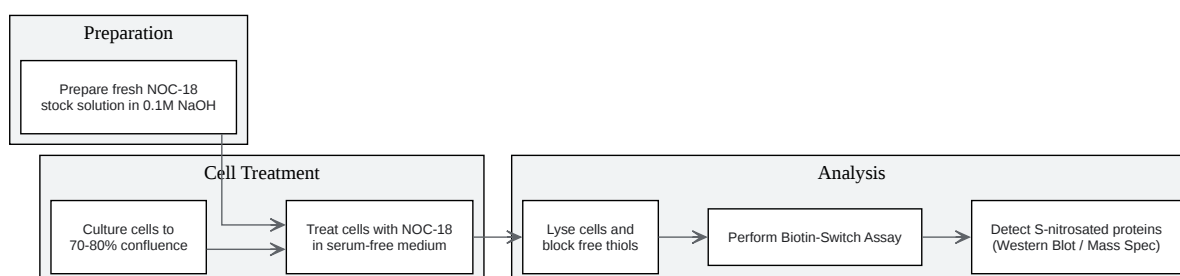 Preparation
Prepare fresh NOC-18
stock solution in 0.1M NaOH
Cell Treatment
Culture cells to
70-80% confluence
Treat cells with NOC-18
in serum-free medium
Analysis
Lyse cells and
block free thiols
Perform Biotin-Switch Assay
Detect S-nitrosated proteins
(Western Blot / Mass Spec)